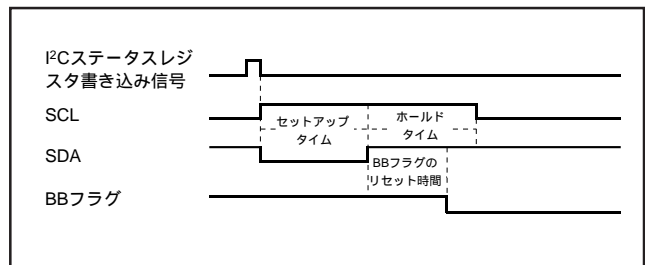 I²Cステータスレジ
スタ書き込み信号
SCL
セットアップ
タイム
ホールド
タイム
SDA
BBフラグの
リセット時間
BBフラグ